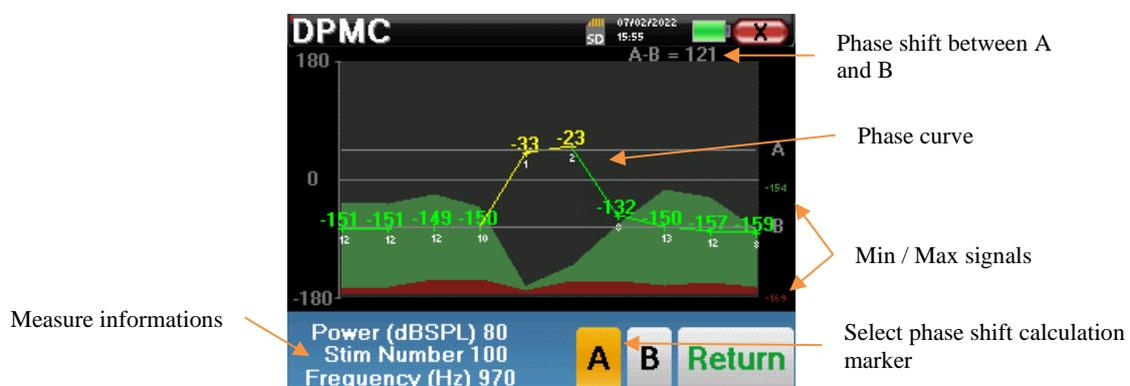 DPMC
SD
07/02/2022
15:55
X
A-B = 121
180
0
-180
-151
-151
-149
-150
-33
-23
-132
-150
-157
-159
12
12
12
10
1
2
13
12
8
A
-154
B
-169
Power (dBSPL) 80
Stim Number 100
Frequency (Hz) 970
A
B
Return
Phase shift between A
and B
Phase curve
Min / Max signals
Select phase shift calculation
marker
Measure informations